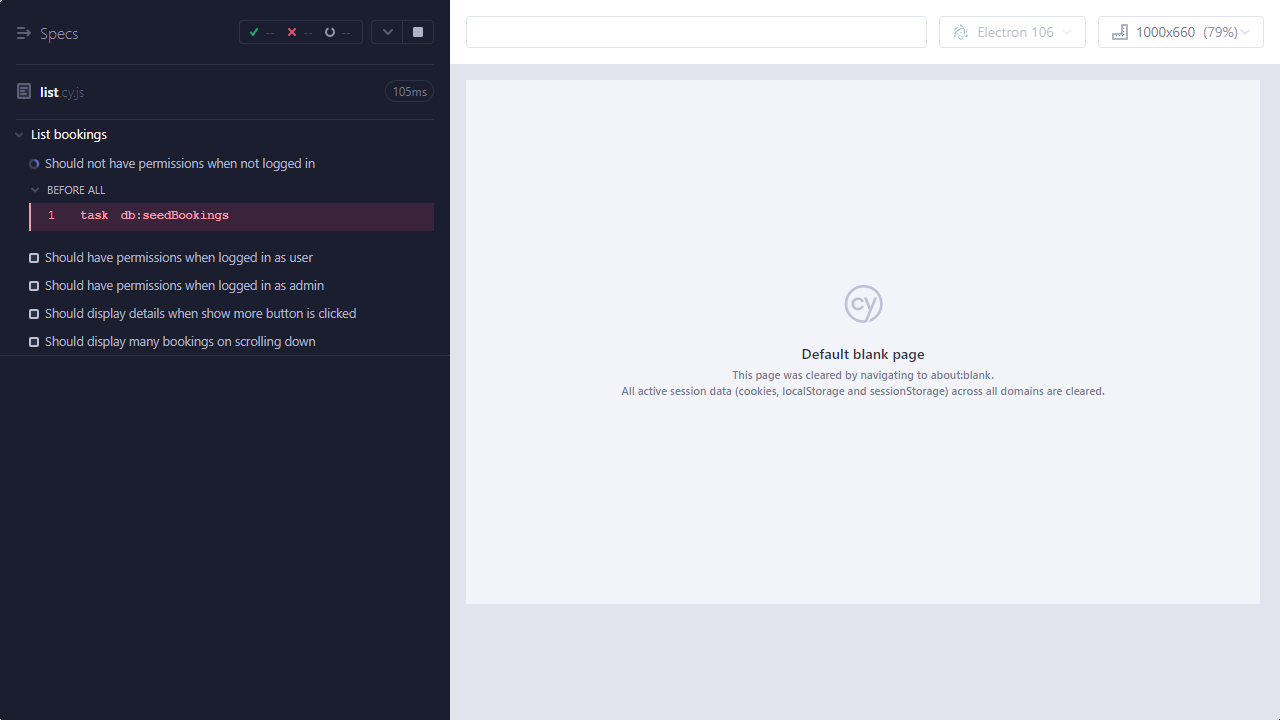 Specs
--
--
--
list.cy.js
105ms
List bookings
Should not have permissions when not logged in
BEFORE ALL
1 task db:seedBookings
Should have permissions when logged in as user
Should have permissions when logged in as admin
Should display details when show more button is clicked
Should display many bookings on scrolling down
Electron 106
1000x660 (79%)
cy
Default blank page
This page was cleared by navigating to about:blank.
All active session data (cookies, localStorage and sessionStorage) across all domains are cleared.